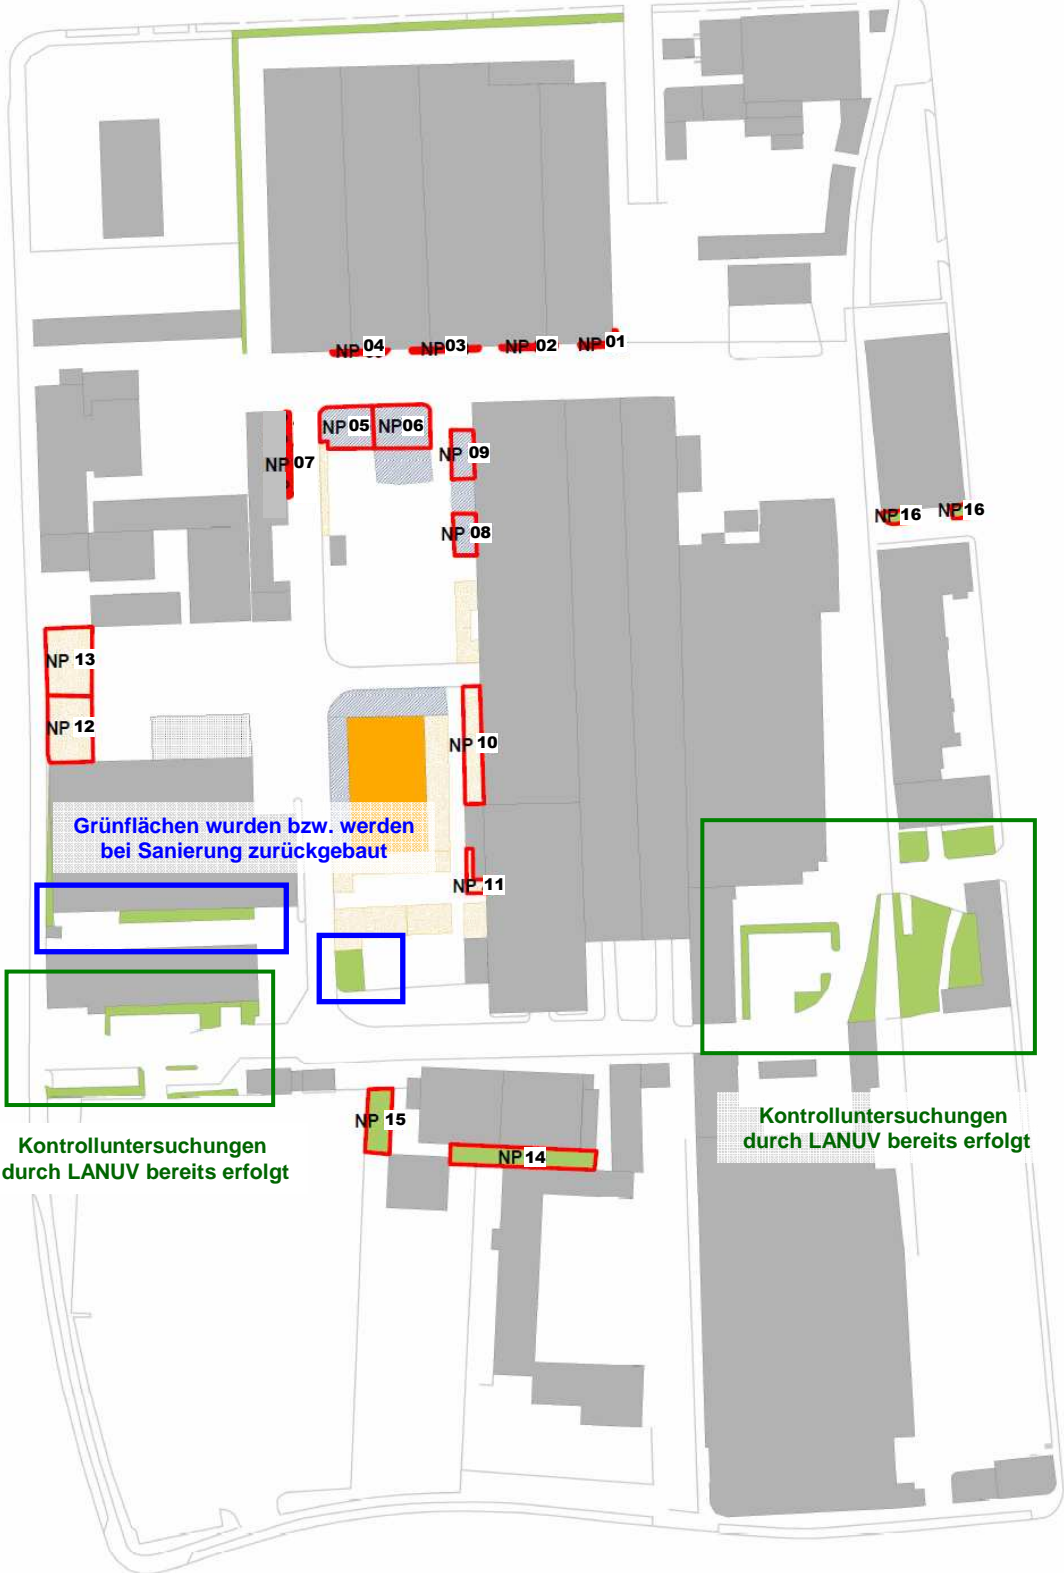 NP 04
NP 03
NP 02
NP 01
NP 05
NP 06
NP 09
NP 07
NP 08
NP 16
NP 16
NP 13
NP 12
NP 10
Grünflächen wurden bzw. werden
bei Sanierung zurückgebaut
NP 11
NP 15
NP 14
Kontrolluntersuchungen
durch LANUV bereits erfolgt
Kontrolluntersuchungen
durch LANUV bereits erfolgt